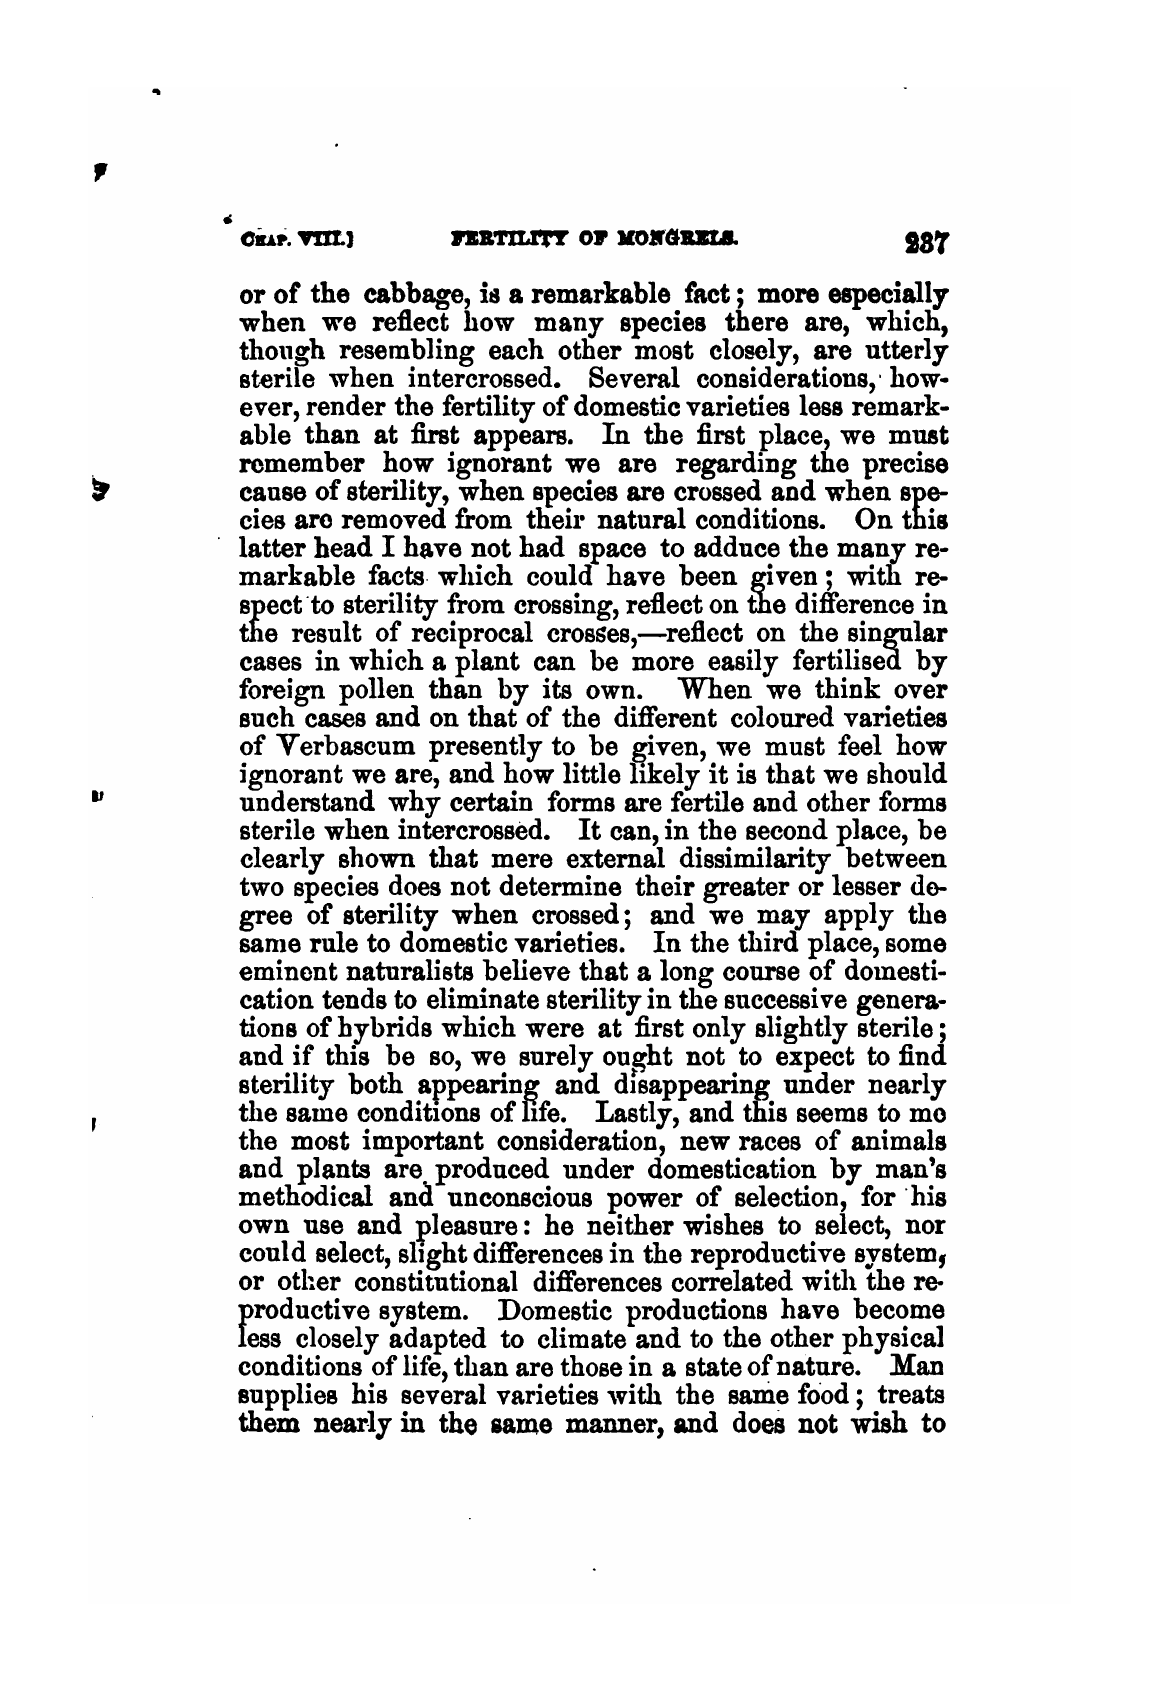 CHAP. VIII.] FERTILITY OF MONGRELS. 237
or of the cabbage, is a remarkable fact; more especially
when we reflect how many species there are, which,
though resembling each other most closely, are utterly
sterile when intercrossed. Several considerations, how-
ever, render the fertility of domestic varieties less remark-
able than at first appears. In the first place, we must
remember how ignorant we are regarding the precise
cause of sterility, when species are crossed and when spe-
cies are removed from their natural conditions. On this
latter head I have not had space to adduce the many re-
markable facts which could have been given; with re-
spect to sterility from crossing, reflect on the difference in
the result of reciprocal crosses,—reflect on the singular
cases in which a plant can be more easily fertilised by
foreign pollen than by its own. When we think over
such cases and on that of the different coloured varieties
of Verbascum presently to be given, we must feel how
ignorant we are, and how little likely it is that we should
understand why certain forms are fertile and other forms
sterile when intercrossed. It can, in the second place, be
clearly shown that mere external dissimilarity between
two species does not determine their greater or lesser de-
gree of sterility when crossed; and we may apply the
same rule to domestic varieties. In the third place, some
eminent naturalists believe that a long course of domesti-
cation tends to eliminate sterility in the successive genera-
tions of hybrids which were at first only slightly sterile;
and if this be so, we surely ought not to expect to find
sterility both appearing and disappearing under nearly
the same conditions of life. Lastly, and this seems to me
the most important consideration, new races of animals
and plants are produced under domestication by man's
methodical and unconscious power of selection, for his
own use and pleasure: he neither wishes to select, nor
could select, slight differences in the reproductive system,
or other constitutional differences correlated with the re-
productive system. Domestic productions have become
less closely adapted to climate and to the other physical
conditions of life, than are those in a state of nature. Man
supplies his several varieties with the same food; treats
them nearly in the same manner, and does not wish to